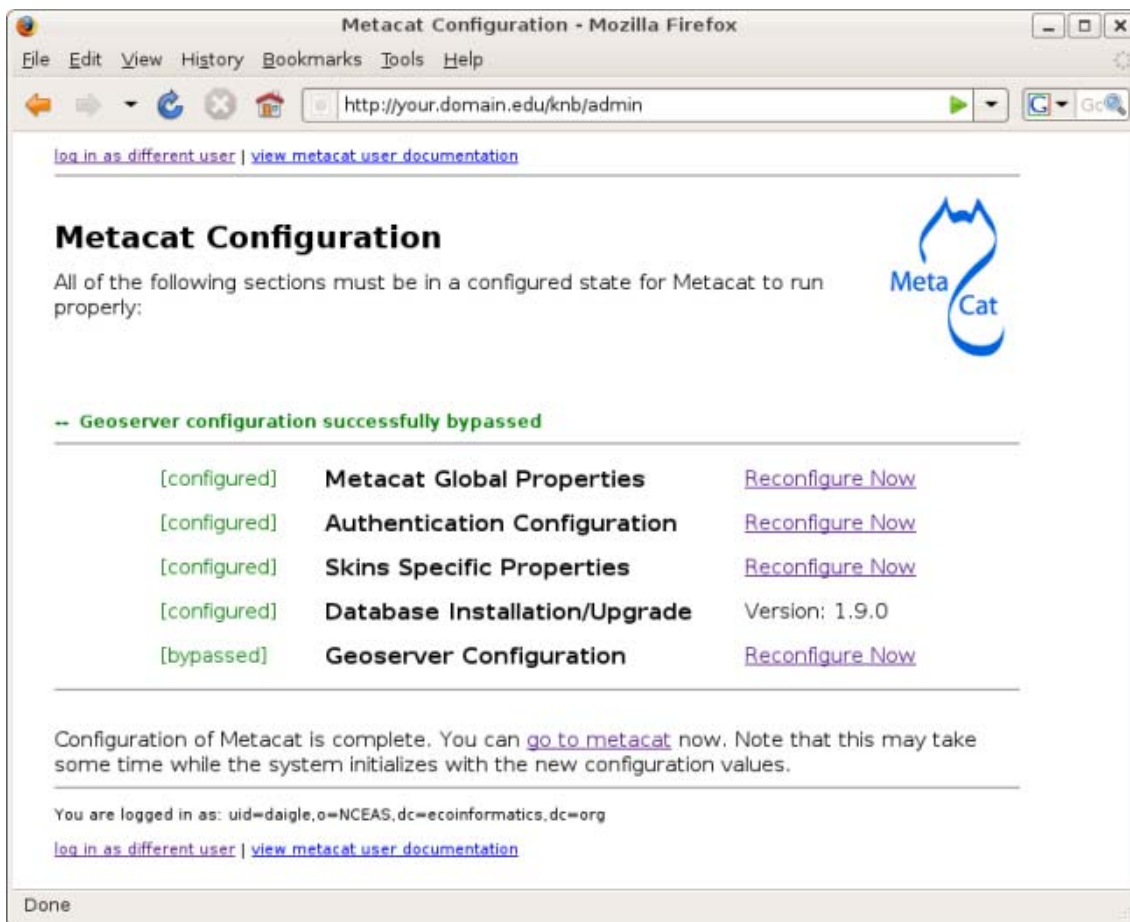 Metacat Configuration - Mozilla Firefox
File Edit View History Bookmarks Tools Help
http://your.domain.edu/knb/admin
G
log in as different user | view metacat user documentation
Metacat Configuration
All of the following sections must be in a configured state for Metacat to run
properly:
Meta
Cat
-- Geoserver configuration successfully bypassed
[configured] Metacat Global Properties Reconfigure Now
[configured] Authentication Configuration Reconfigure Now
[configured] Skins Specific Properties Reconfigure Now
[configured] Database Installation/Upgrade Version: 1.9.0
[bypassed] Geoserver Configuration Reconfigure Now
Configuration of Metacat is complete. You can go to metacat now. Note that this may take
some time while the system initializes with the new configuration values.
You are logged in as: uid=daigle,o=NCEAS,dc=ecoinformatics,dc=org
log in as different user | view metacat user documentation
Done